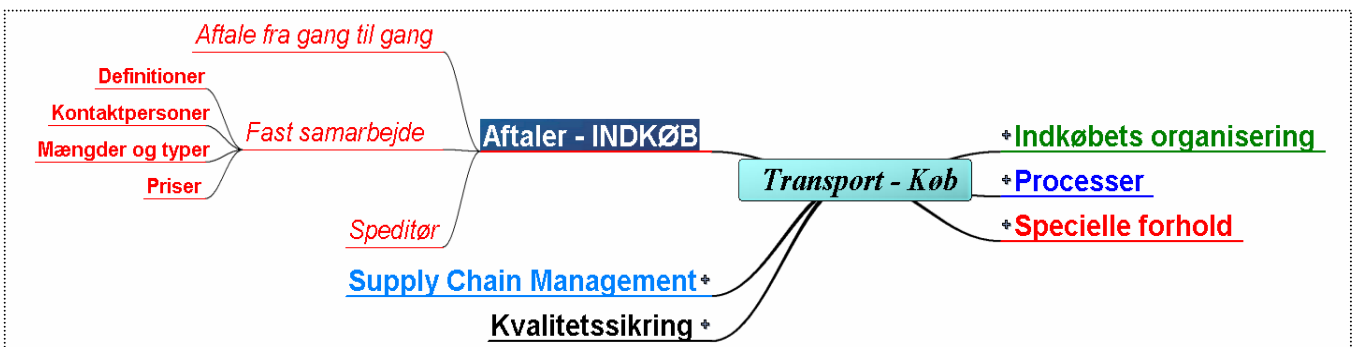 Aftale fra gang til gang
Definitioner
Kontaktpersoner
Fast samarbejde
Mængder og typer
Priser
Speditør
Aftaler - INDKØB
Supply Chain Management
Kvalitetssikring
Transport - Køb
Indkøbets organisering
Processer
Specielle forhold